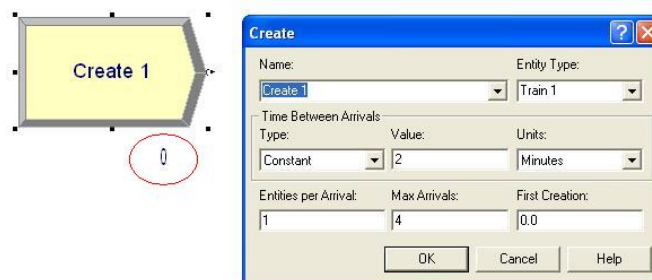 Create 1
0
Create
Name:
Entity Type:
Create 1
Train 1
Time Between Arrivals
Type:
Value:
Units:
Constant
2
Minutes
Entities per Arrival:
Max Arrivals:
First Creation:
1
4
0.0
OK
Cancel
Help